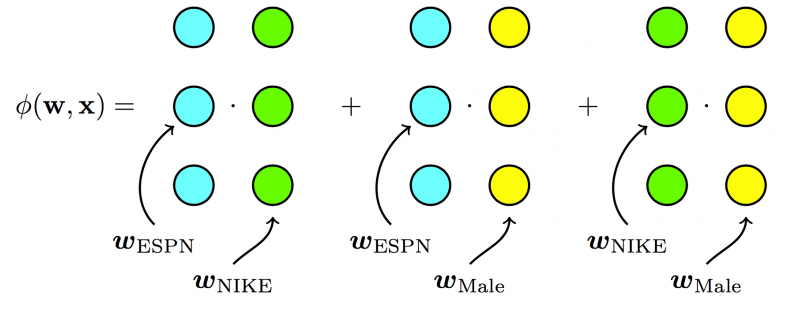 ϕ(w, x) = · + · + ·
w_ESPN w_ESPN w_NIKE
w_NIKE w_Male w_Male